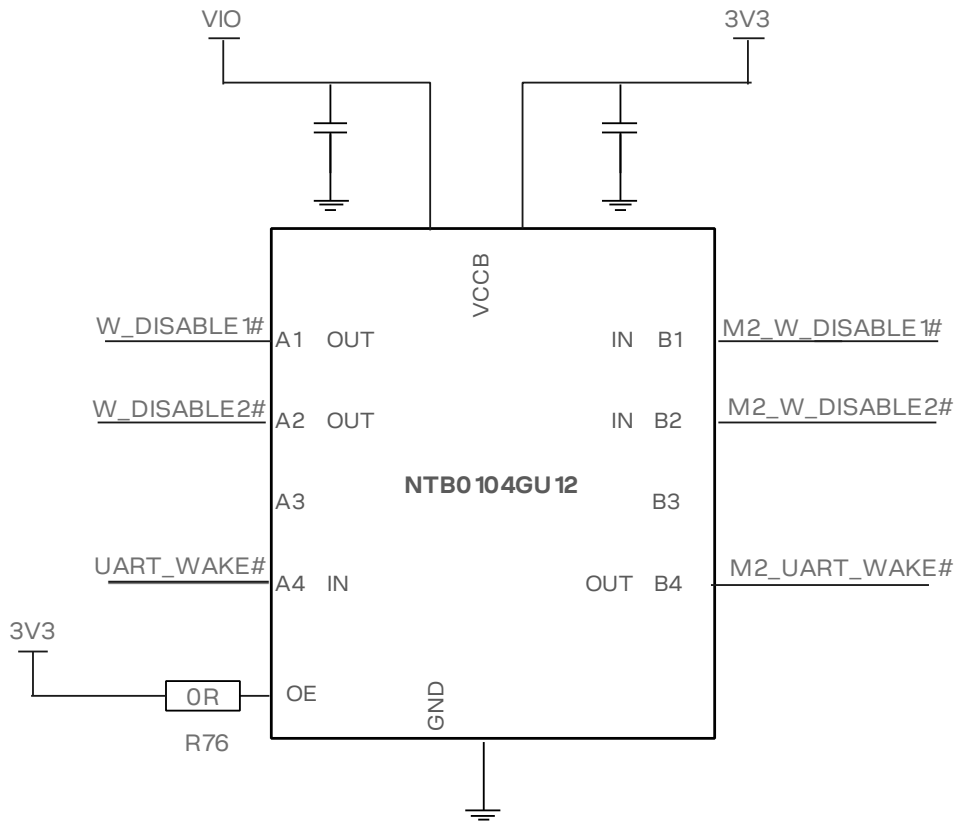 VIO
3V3
VCCB
W_DISABLE1#
A1 OUT
IN B1
M2_W_DISABLE1#
W_DISABLE2#
A2 OUT
IN B2
M2_W_DISABLE2#
NTB0104GU12
A3
B3
UART_WAKE#
A4 IN
OUT B4
M2_UART_WAKE#
3V3
0R
OE
GND
R76